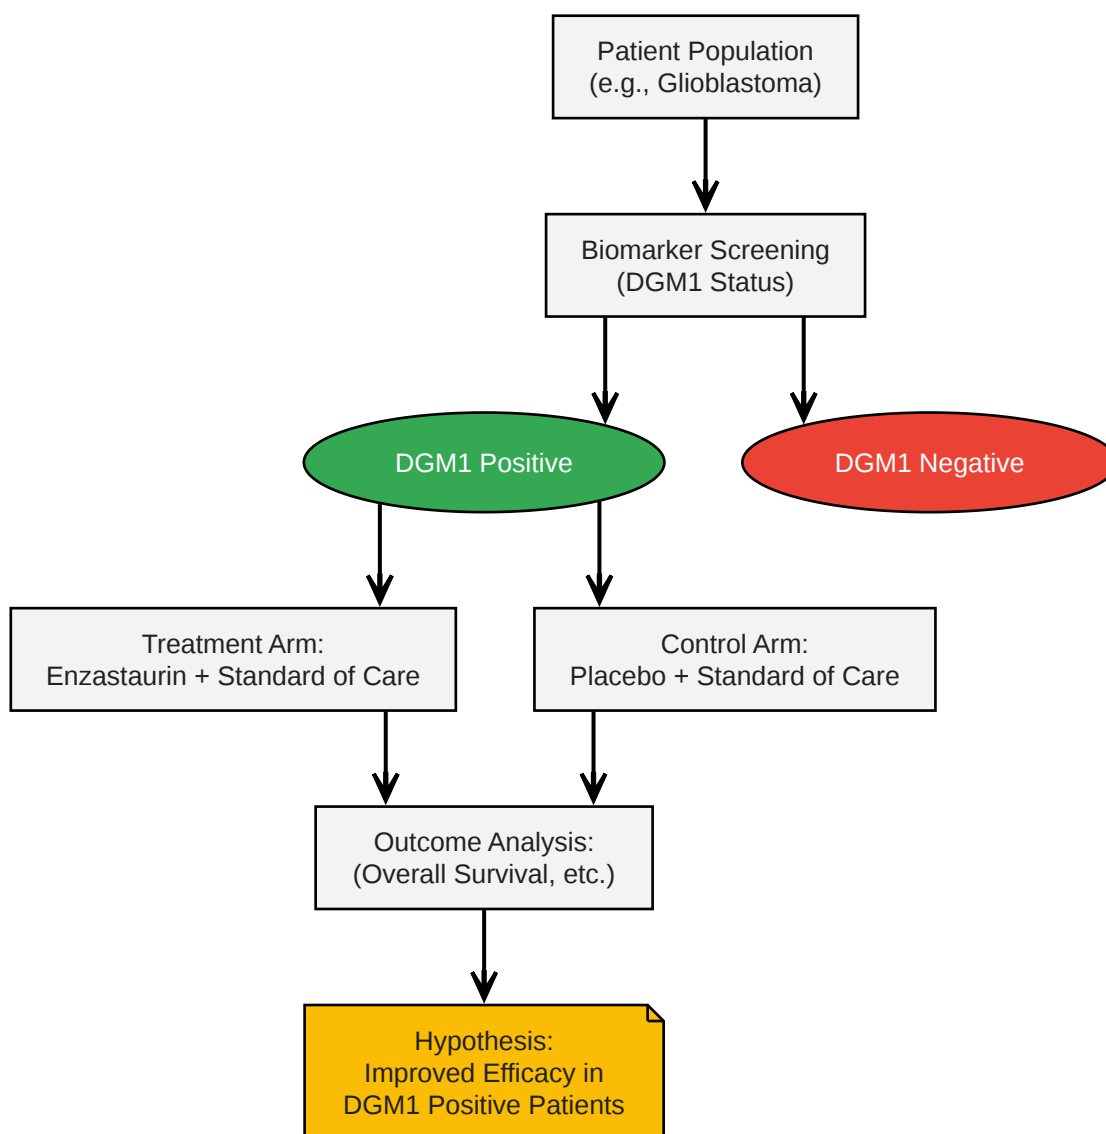 Patient Population
(e.g., Glioblastoma)
Biomarker Screening
(DGM1 Status)
DGM1 Positive
DGM1 Negative
Treatment Arm:
Enzastaurin + Standard of Care
Control Arm:
Placebo + Standard of Care
Outcome Analysis:
(Overall Survival, etc.)
Hypothesis:
Improved Efficacy in
DGM1 Positive Patients